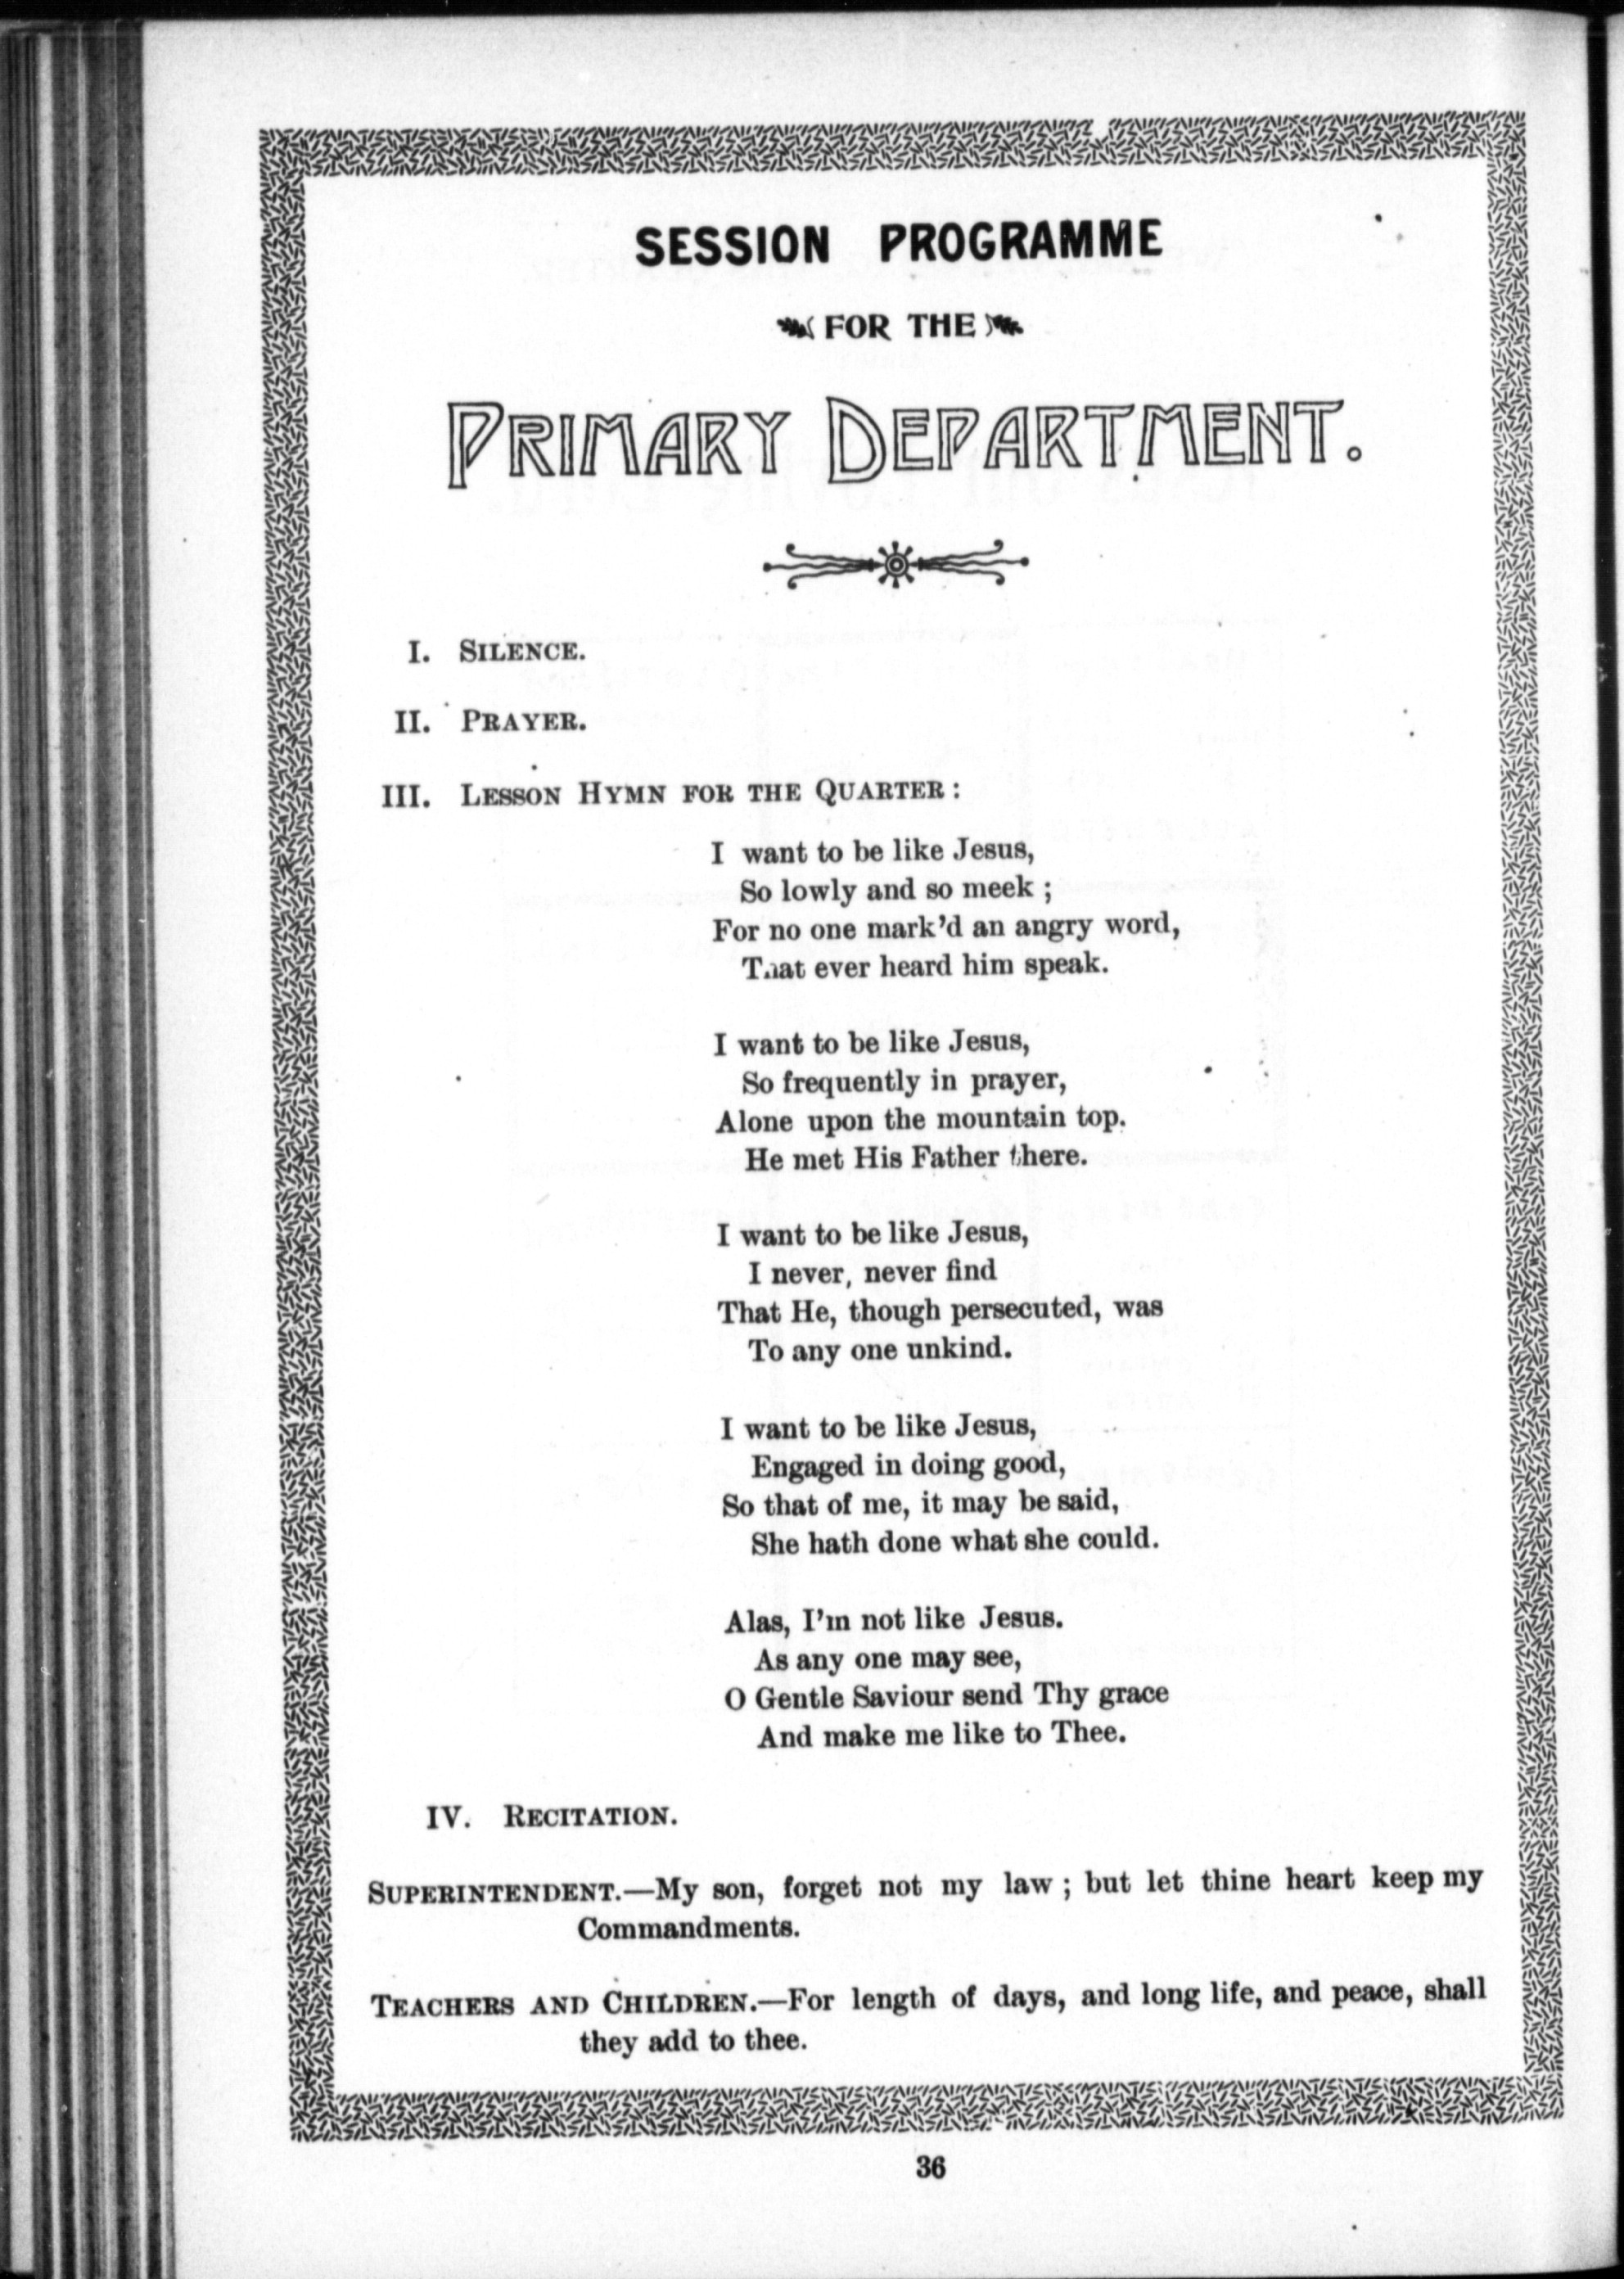 SESSION PROGRAMME
FOR THE
PRIMARY DEPARTMENT.
I. SILENCE.
II. PRAYER.
III. LESSON HYMN FOR THE QUARTER :
I want to be like Jesus,
So lowly and so meek ;
For no one mark'd an angry word,
That ever heard him speak.
I want to be like Jesus,
So frequently in prayer,
Alone upon the mountain top.
He met His Father there.
I want to be like Jesus,
I never, never find
That He, though persecuted, was
To any one unkind.
I want to be like Jesus,
Engaged in doing good,
So that of me, it may be said,
She hath done what she could.
Alas, I'm not like Jesus.
As any one may see,
O Gentle Saviour send Thy grace
And make me like to Thee.
IV. RECITATION.
SUPERINTENDENT.—My son, forget not my law ; but let thine heart keep my
Commandments.
TEACHERS AND CHILDREN.—For length of days, and long life, and peace, shall
they add to thee.
36